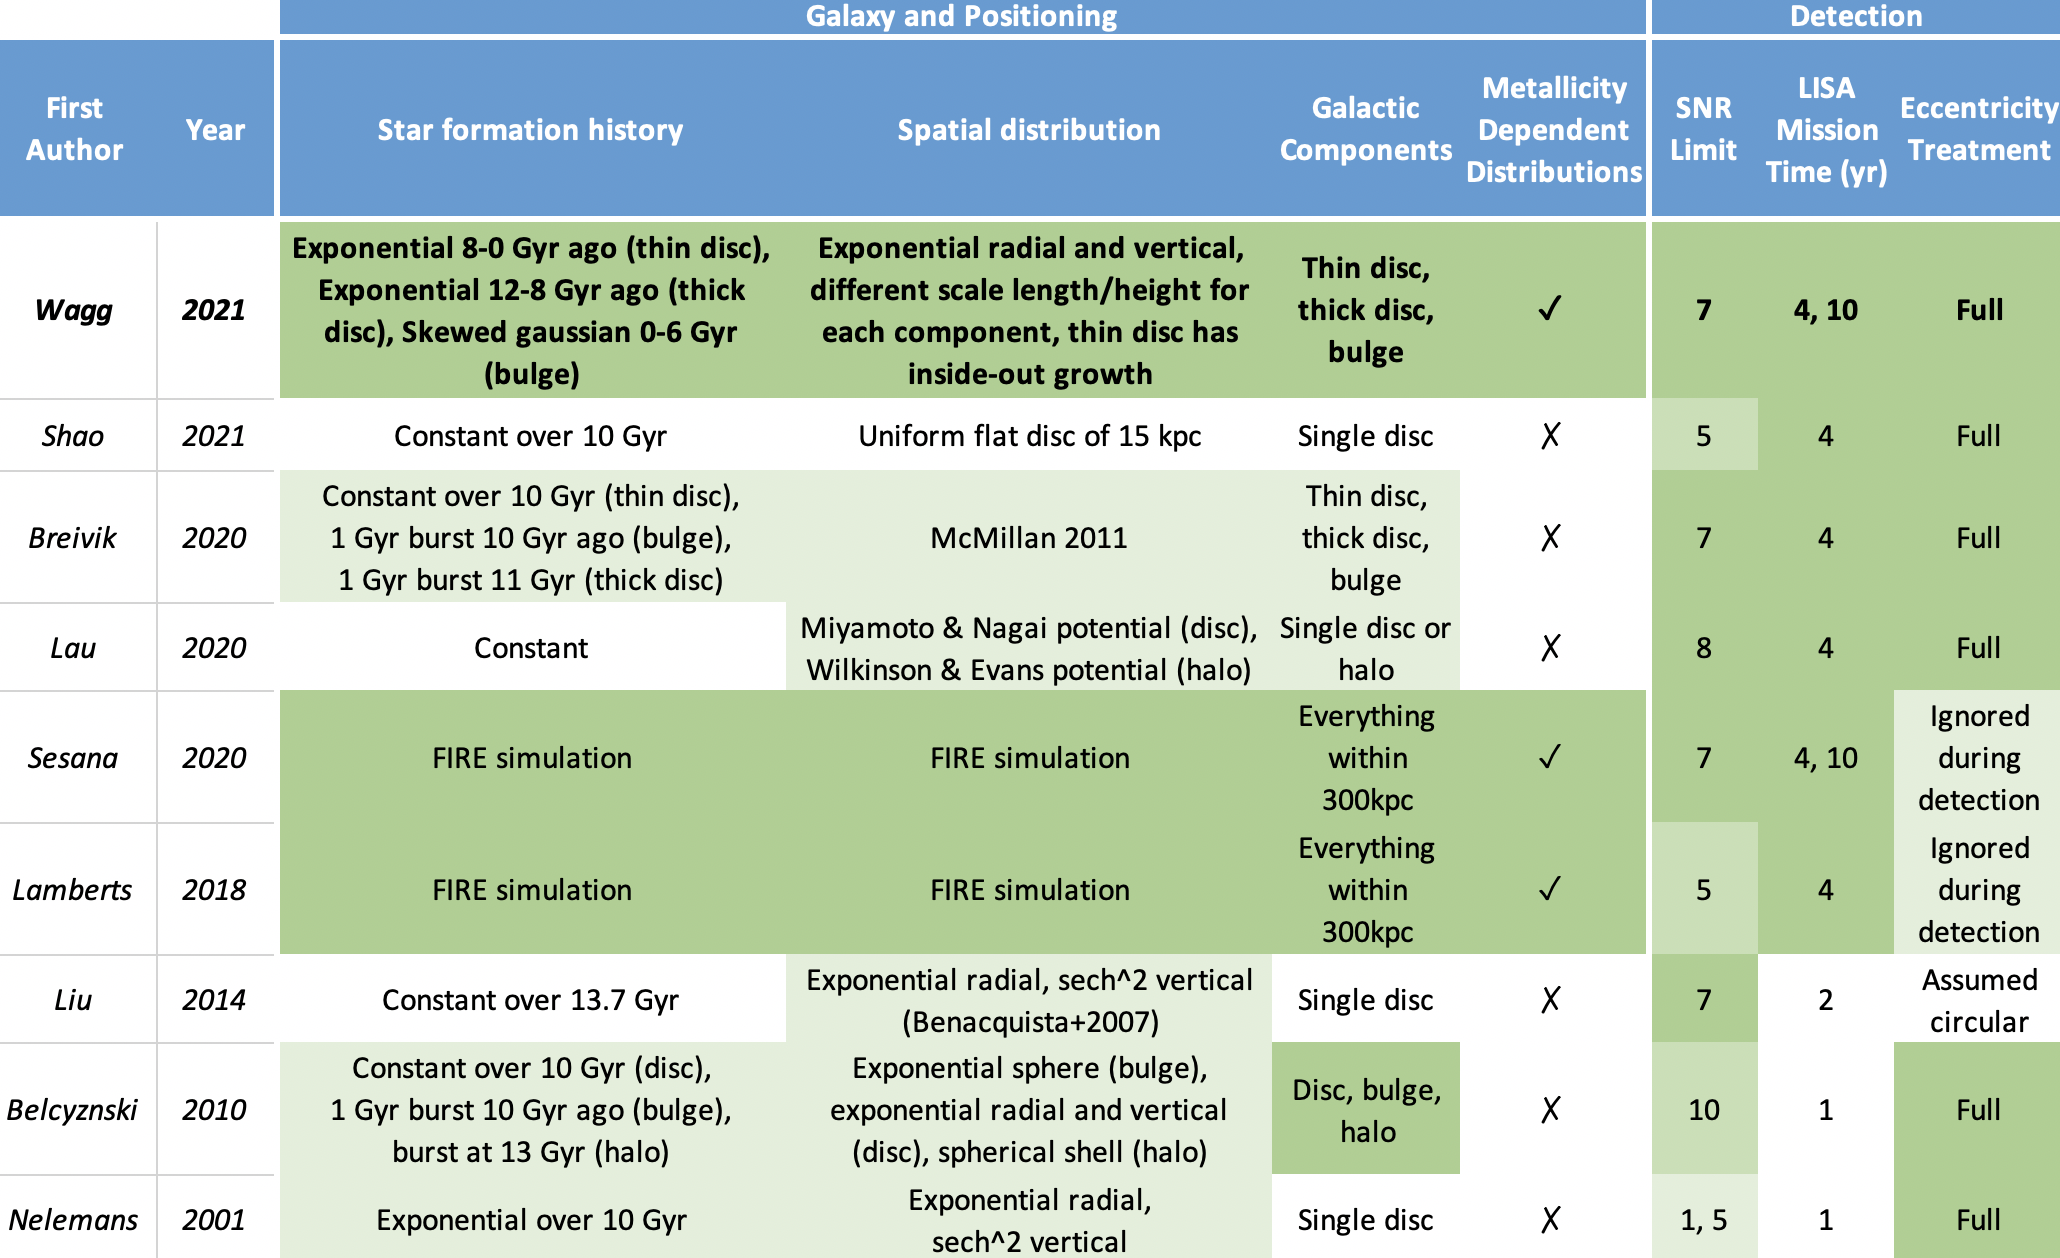 Galaxy and Positioning
Detection
First
Author
Year
Star formation history
Spatial distribution
Galactic
Components
Metallicity
Dependent
Distributions
SNR
Limit
LISA
Mission
Time (yr)
Eccentricity
Treatment
Wagg
2021
Exponential 8-0 Gyr ago (thin disc),
Exponential 12-8 Gyr ago (thick
disc), Skewed gaussian 0-6 Gyr
(bulge)
Exponential radial and vertical,
different scale length/height for
each component, thin disc has
inside-out growth
Thin disc,
thick disc,
bulge
✓
7
4, 10
Full
Shao
2021
Constant over 10 Gyr
Uniform flat disc of 15 kpc
Single disc
✗
5
4
Full
Breivik
2020
Constant over 10 Gyr (thin disc),
1 Gyr burst 10 Gyr ago (bulge),
1 Gyr burst 11 Gyr (thick disc)
McMillan 2011
Thin disc,
thick disc,
bulge
✗
7
4
Full
Lau
2020
Constant
Miyamoto & Nagai potential (disc),
Wilkinson & Evans potential (halo)
Single disc or
halo
✗
8
4
Full
Sesana
2020
FIRE simulation
FIRE simulation
Everything
within
300kpc
✓
7
4, 10
Ignored
during
detection
Lamberts
2018
FIRE simulation
FIRE simulation
Everything
within
300kpc
✓
5
4
Ignored
during
detection
Liu
2014
Constant over 13.7 Gyr
Exponential radial, sech^2 vertical
(Benacquista+2007)
Single disc
✗
7
2
Assumed
circular
Belcyznski
2010
Constant over 10 Gyr (disc),
1 Gyr burst 10 Gyr ago (bulge),
burst at 13 Gyr (halo)
Exponential sphere (bulge),
exponential radial and vertical
(disc), spherical shell (halo)
Disc, bulge,
halo
✗
10
1
Full
Nelemans
2001
Exponential over 10 Gyr
Exponential radial,
sech^2 vertical
Single disc
✗
1, 5
1
Full